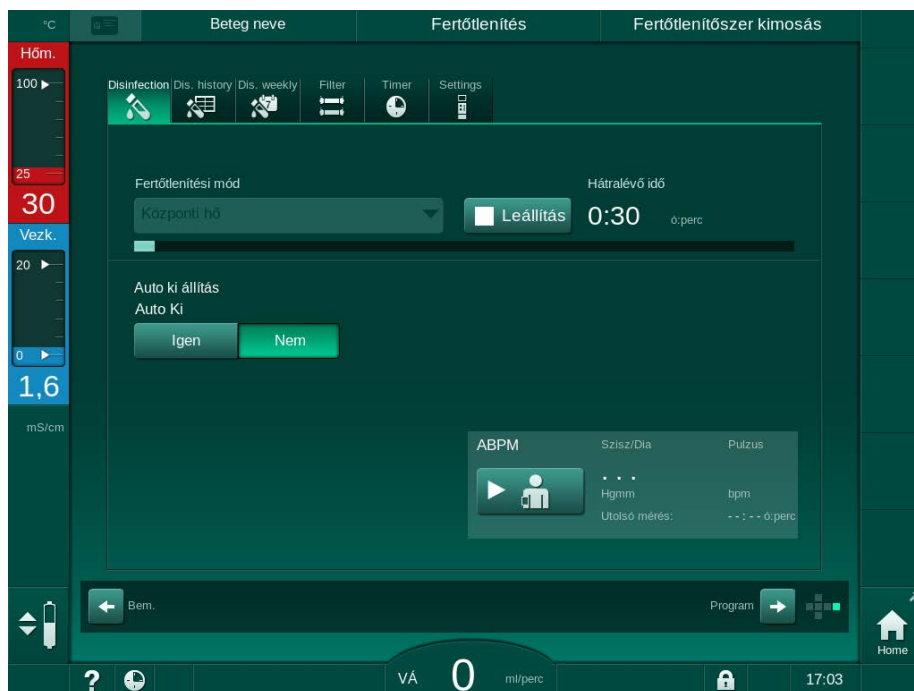 °C
Beteg neve
Fertőtlenítés
Fertőtlenítőszer kimosás
Hőm.
100
25
30
Vezk.
20
0
1,6
mS/cm
Disinfection Dis. history Dis. weekly Filter Timer Settings
7
Fertőtlenítési mód
Hátralévő idő
Központi hő
Leállítás
0:30
ó:perc
Auto ki állítás
Auto Ki
Igen
Nem
ABPM
Szisz/Dia
Pulzus
. . .
Hgmm
bpm
Utolsó mérés:
--:-- ó:perc
Bem.
Program
Home
?
VÁ
0
ml/perc
17:03